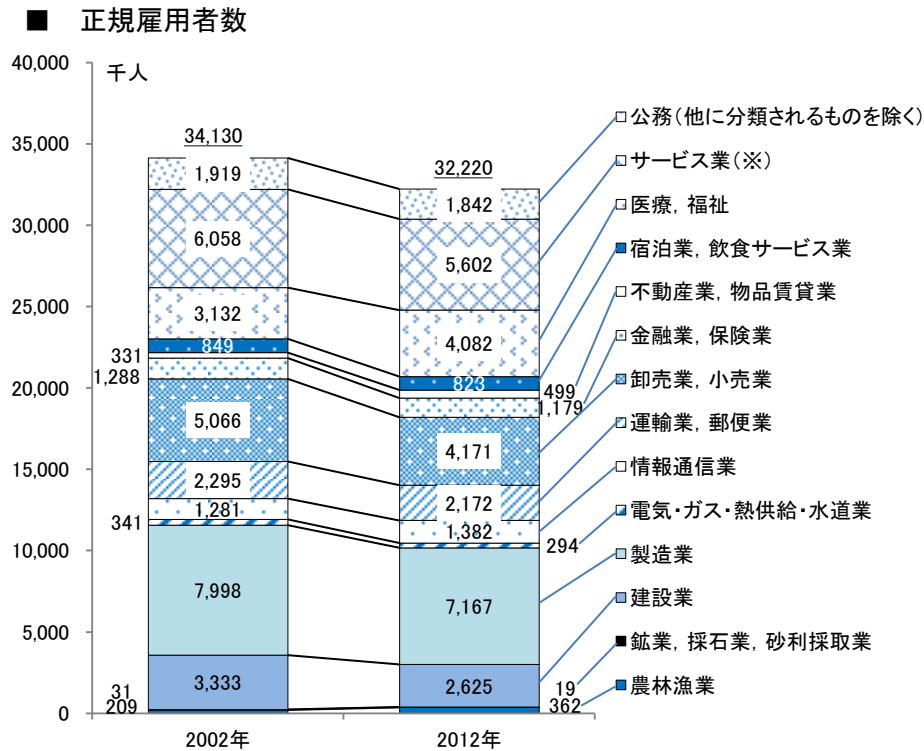 ■ 正規雇用者数
40,000
35,000
30,000
25,000
20,000
15,000
10,000
5,000
0
千人
34,130
1,919
6,058
3,132
849
331
1,288
5,066
2,295
1,281
341
7,998
3,333
31
209
2002年
32,220
1,842
5,602
4,082
823
499
1,179
4,171
2,172
1,382
294
7,167
2,625
19
362
2012年
公務(他に分類されるものを除く)
サービス業(※)
医療, 福祉
宿泊業, 飲食サービス業
不動産業, 物品賃貸業
金融業, 保険業
卸売業, 小売業
運輸業, 郵便業
情報通信業
電気・ガス・熱供給・水道業
製造業
建設業
鉱業, 採石業, 砂利採取業
農林漁業